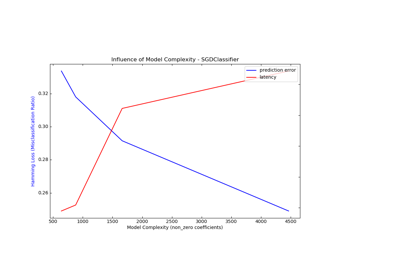 Influence of Model Complexity - SGDClassifier
prediction error
latency
0.32
0.30
0.28
0.26
Hamming Loss (Misclassification Ratio)
500 1000 1500 2000 2500 3000 3500 4000 4500
Model Complexity (non_zero coefficients)